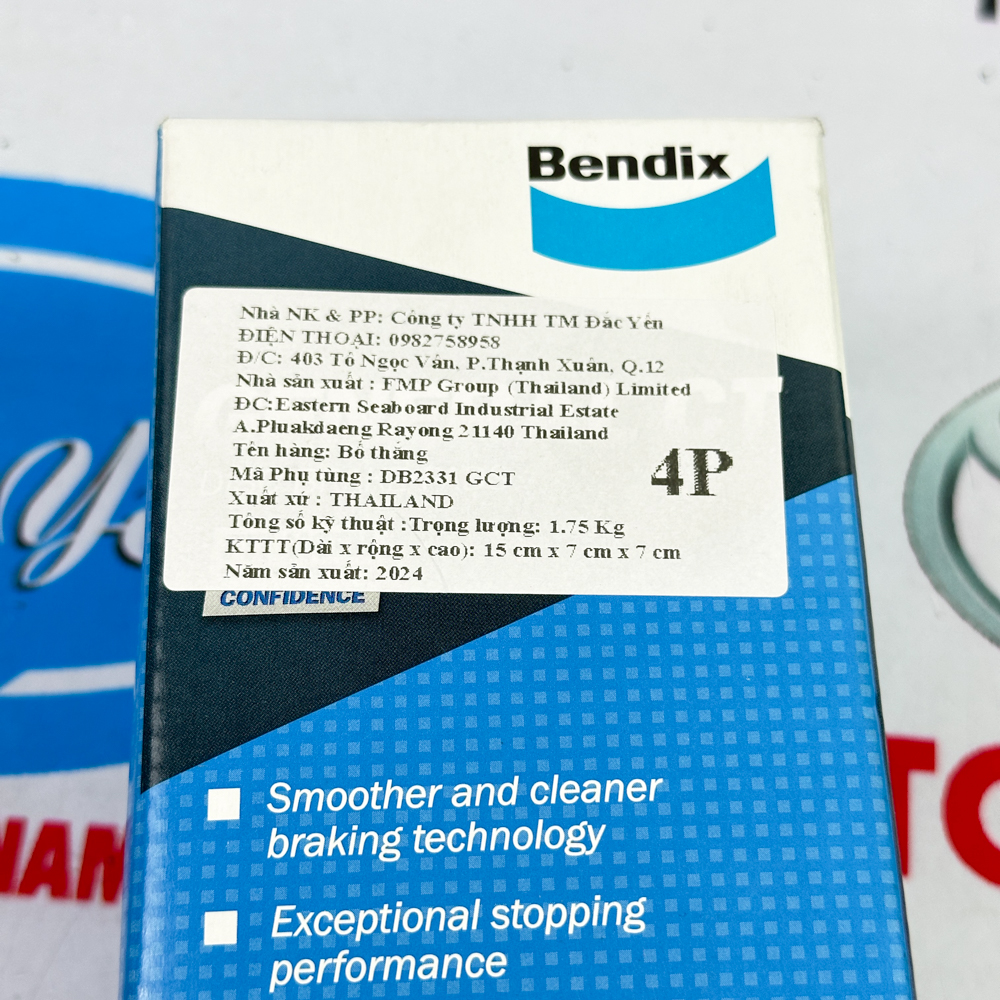 Bendix
Nhà NK & PP: Công ty TNHH TM Đắc Yến
ĐIỆN THOẠI: 0982758958
Đ/C: 403 Tô Ngọc Vân, P.Thạnh Xuân, Q.12
Nhà sản xuất : FMP Group (Thailand) Limited
ĐC:Eastern Seaboard Industrial Estate
A.Pluakdaeng Rayong 21140 Thailand
Tên hàng: Bố thắng
Mã Phụ tùng : DB2331 GCT
4P
Xuất xứ : THAILAND
Tông số kỹ thuật :Trọng lượng: 1.75 Kg
KTTT(Dài x rộng x cao): 15 cm x 7 cm x 7 cm
Năm sản xuất: 2024
CONFIDENCE
Smoother and cleaner
braking technology
Exceptional stopping
performance
NAM
TO